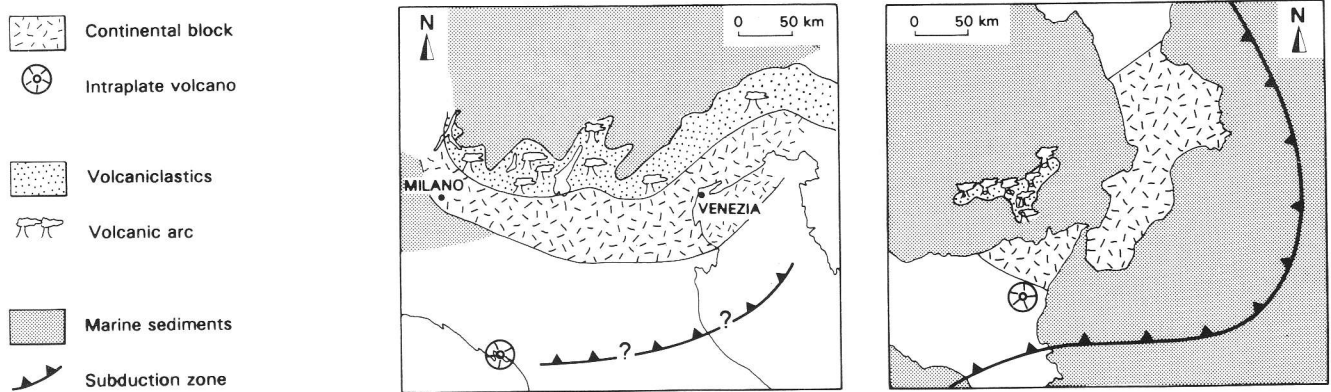 Continental block
Intraplate volcano
Volcaniclastics
Volcanic arc
Marine sediments
Subduction zone
N
0 50 km
MILANO
VENEZIA
?
?
0 50 km
N